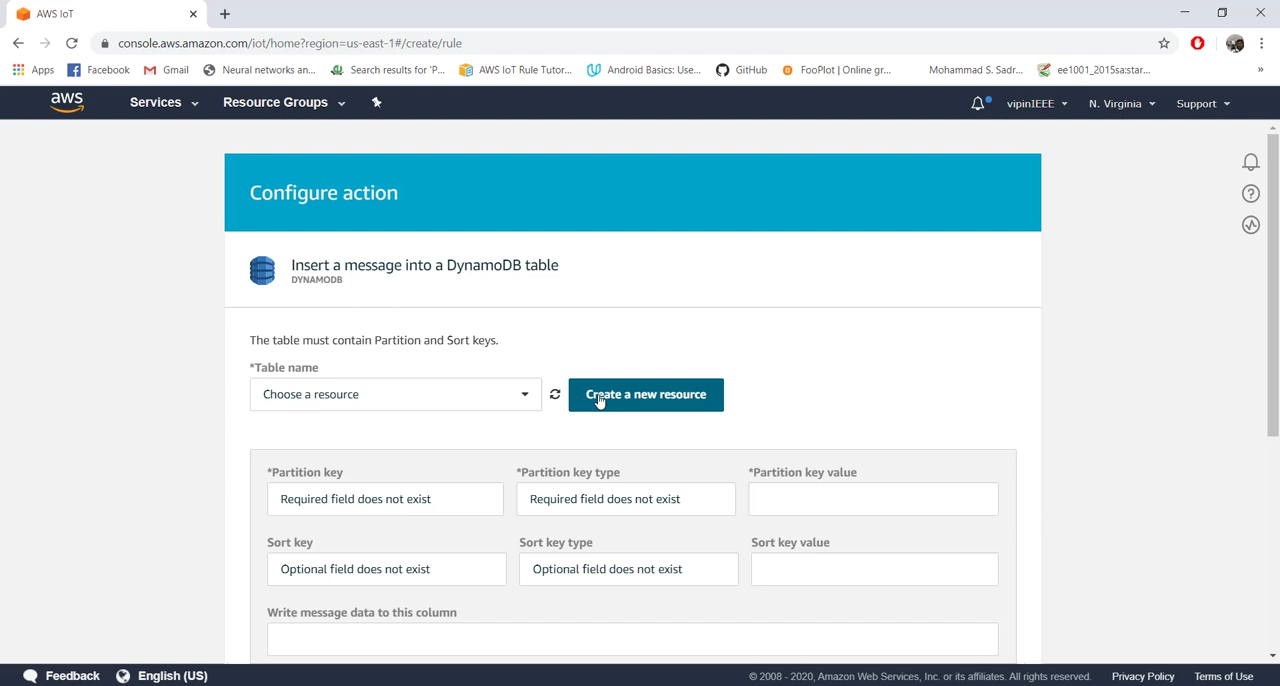 AWS IoT
console.aws.amazon.com/iot/home?region=us-east-1#/create/rule
Apps Facebook Gmail Neural networks an... Search results for 'P... AWS IoT Rule Tutor... Android Basics: Use... GitHub FooPlot | Online gr... Mohammad S. Sadr... ee1001_2015sa:star... »
aws Services Resource Groups vipinIEEE N. Virginia Support
Configure action
Insert a message into a DynamoDB table
DYNAMODB
The table must contain Partition and Sort keys.
*Table name
Choose a resource Create a new resource
*Partition key *Partition key type *Partition key value
Required field does not exist Required field does not exist
Sort key Sort key type Sort key value
Optional field does not exist Optional field does not exist
Write message data to this column
Feedback English (US) © 2008 - 2020, Amazon Web Services, Inc. or its affiliates. All rights reserved. Privacy Policy Terms of Use